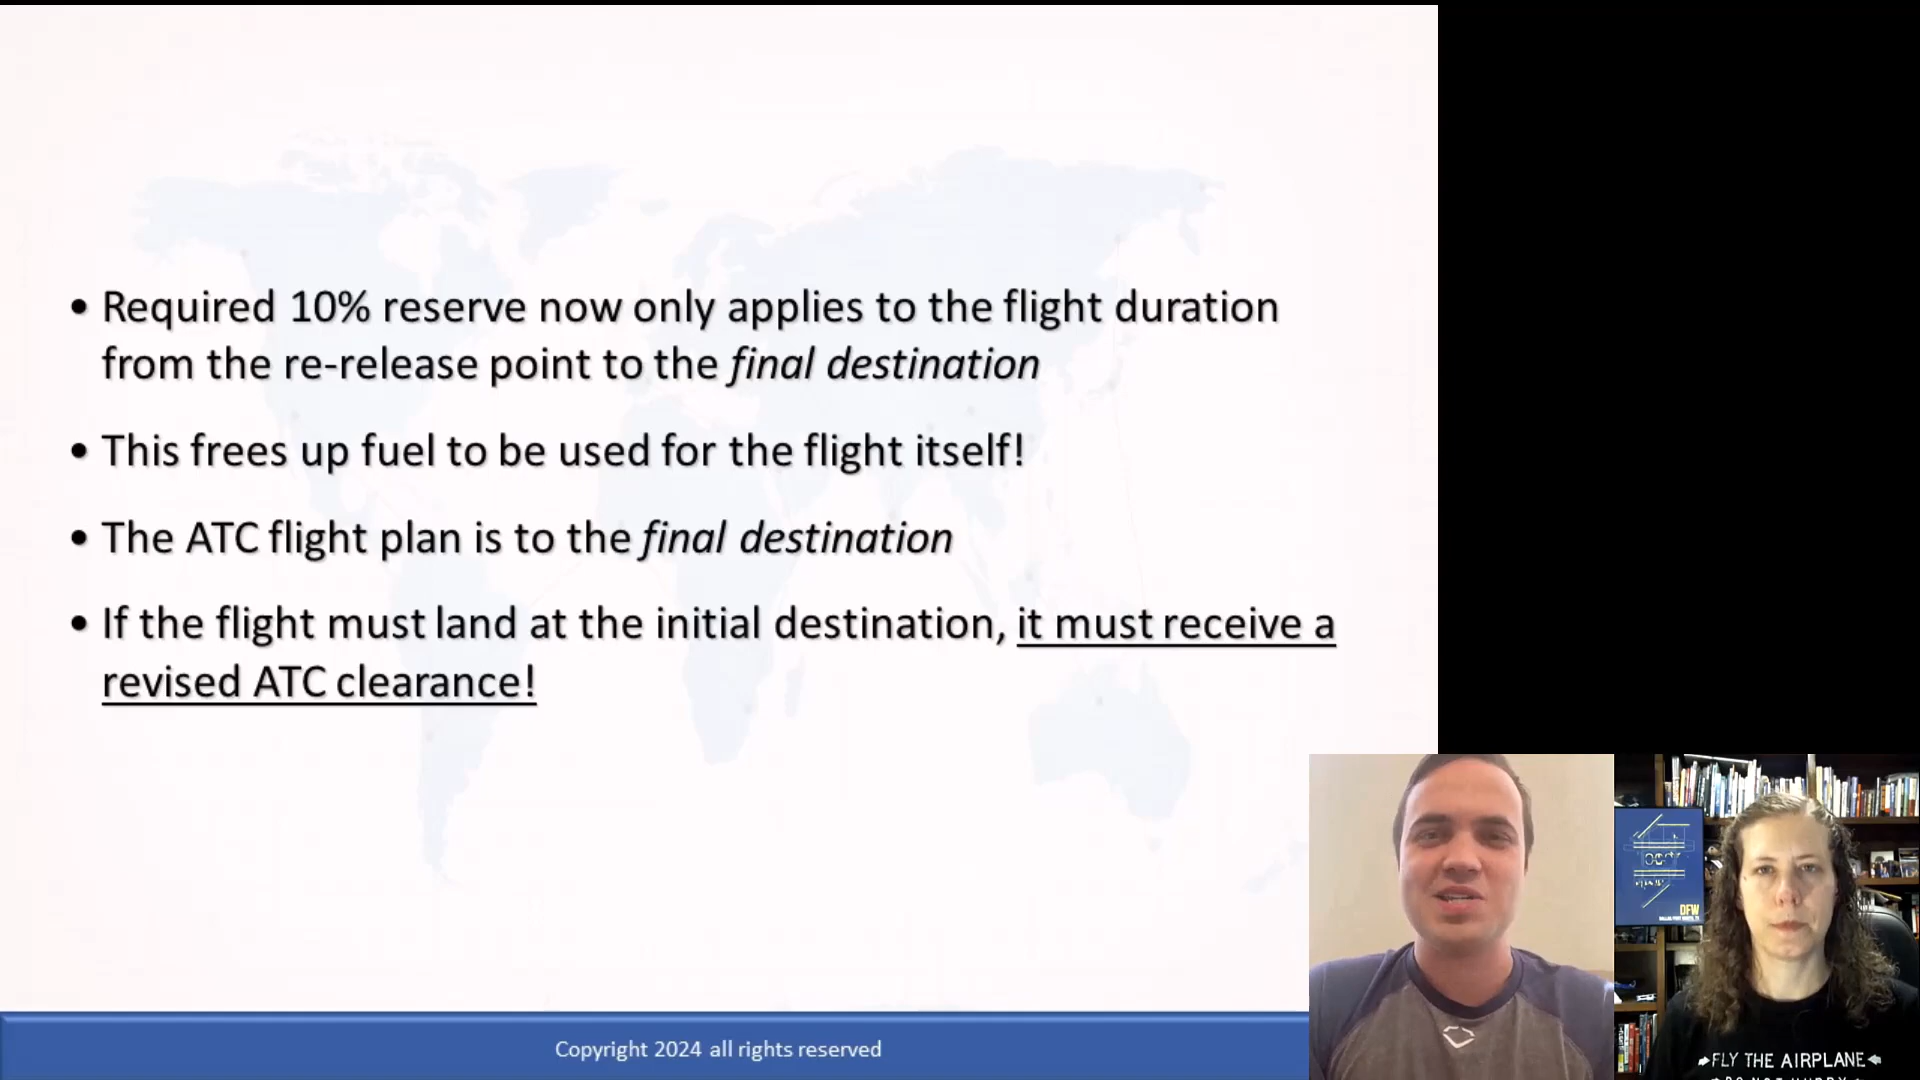 • Required 10% reserve now only applies to the flight duration
from the re-release point to the final destination
• This frees up fuel to be used for the flight itself!
• The ATC flight plan is to the final destination
• If the flight must land at the initial destination, it must receive a
revised ATC clearance!
Copyright 2024 all rights reserved
DFW
FLY THE AIRPLANE